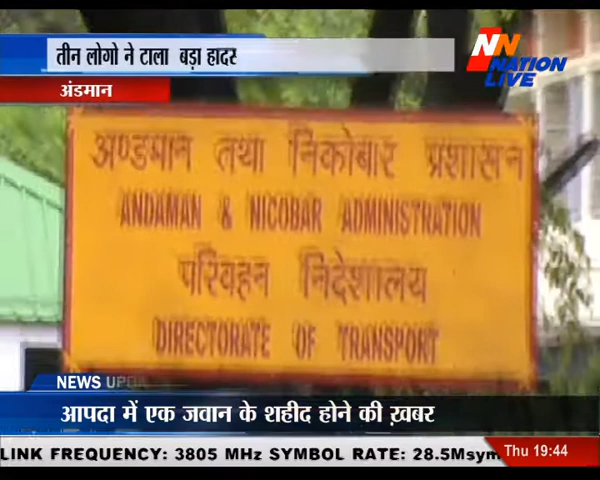 तीन लोगो ने टाला बड़ा हादर
NN
NATION
LIVE
अंडमान
अण्डमान तथा निकोबार प्रशासन
ANDAMAN & NICOBAR ADMINISTRATION
परिवहन निदेशालय
DIRECTORATE OF TRANSPORT
NEWS UPDA
आपदा में एक जवान के शहीद होने की ख़बर
LINK FREQUENCY: 3805 MHz SYMBOL RATE: 28.5Msym
Thu 19:44